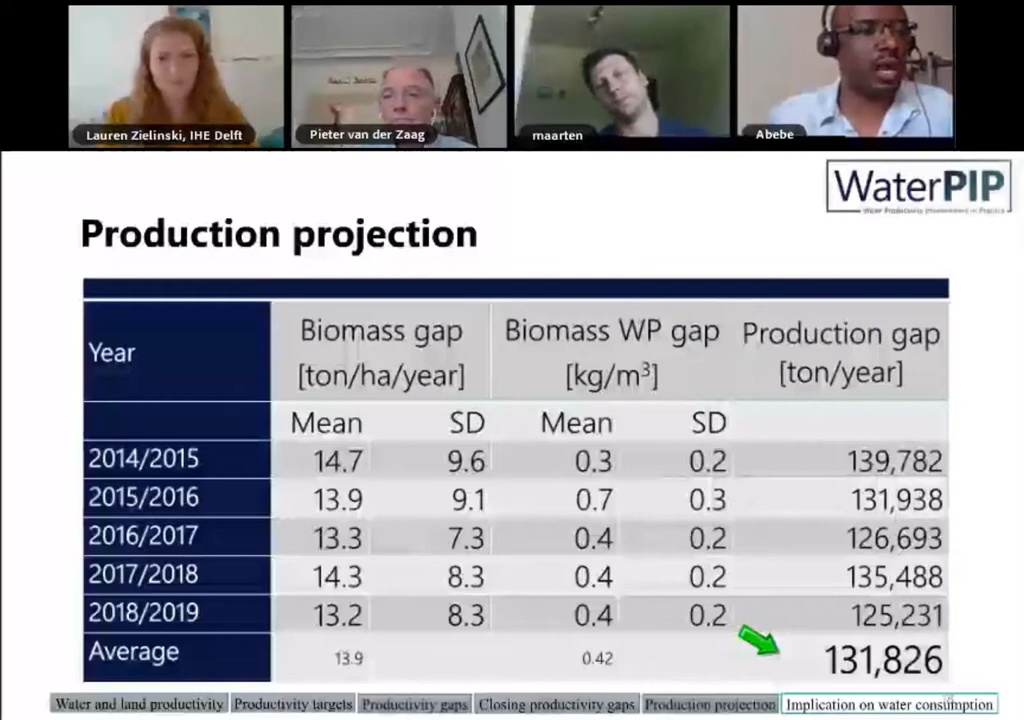 Lauren Zielinski, IHE Delft
Pieter van der Zaag
maarten
Abebe
WaterPIP
Water Productivity Improvement in Practice
Production projection
Year
Biomass gap
[ton/ha/year]
Biomass WP gap
[kg/m³]
Production gap
[ton/year]
Mean SD Mean SD
2014/2015 14.7 9.6 0.3 0.2 139,782
2015/2016 13.9 9.1 0.7 0.3 131,938
2016/2017 13.3 7.3 0.4 0.2 126,693
2017/2018 14.3 8.3 0.4 0.2 135,488
2018/2019 13.2 8.3 0.4 0.2 125,231
Average 13.9 0.42 131,826
Water and land productivity Productivity targets Productivity gaps Closing productivity gaps Production projection Implication on water consumption